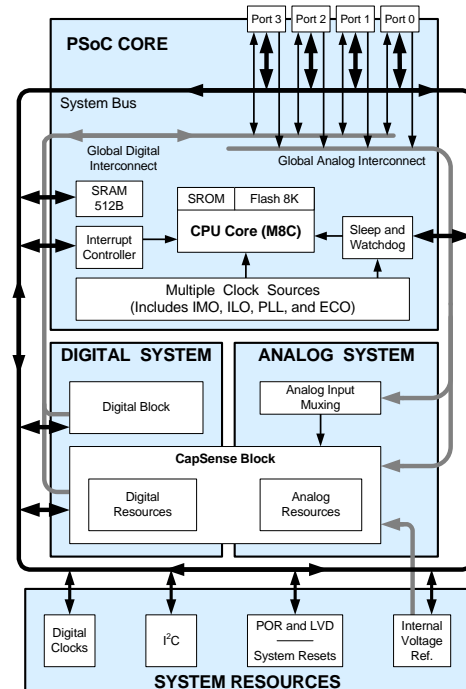 Port 3 Port 2 Port 1 Port 0
PSoC CORE
System Bus
Global Digital
Interconnect
Global Analog Interconnect
SRAM
512B
SROM Flash 8K
CPU Core (M8C)
Interrupt
Controller
Sleep and
Watchdog
Multiple Clock Sources
(Includes IMO, ILO, PLL, and ECO)
DIGITAL SYSTEM
ANALOG SYSTEM
Digital Block
Analog Input
Muxing
CapSense Block
Digital
Resources
Analog
Resources
Digital
Clocks
I²C
POR and LVD
System Resets
Internal
Voltage
Ref.
SYSTEM RESOURCES